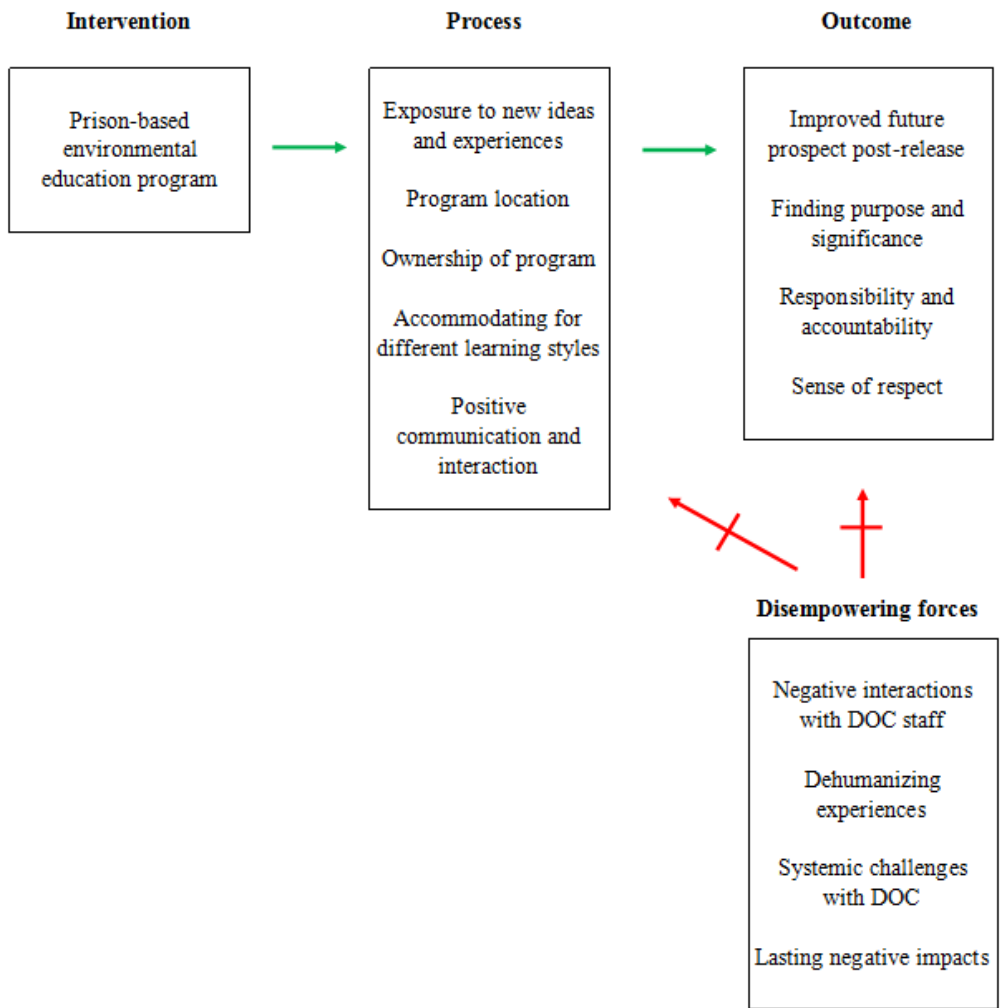 Intervention
Prison-based
environmental
education program
Process
Exposure to new ideas
and experiences
Program location
Ownership of program
Accommodating for
different learning styles
Positive
communication and
interaction
Outcome
Improved future
prospect post-release
Finding purpose and
significance
Responsibility and
accountability
Sense of respect
Disempowering forces
Negative interactions
with DOC staff
Dehumanizing
experiences
Systemic challenges
with DOC
Lasting negative impacts